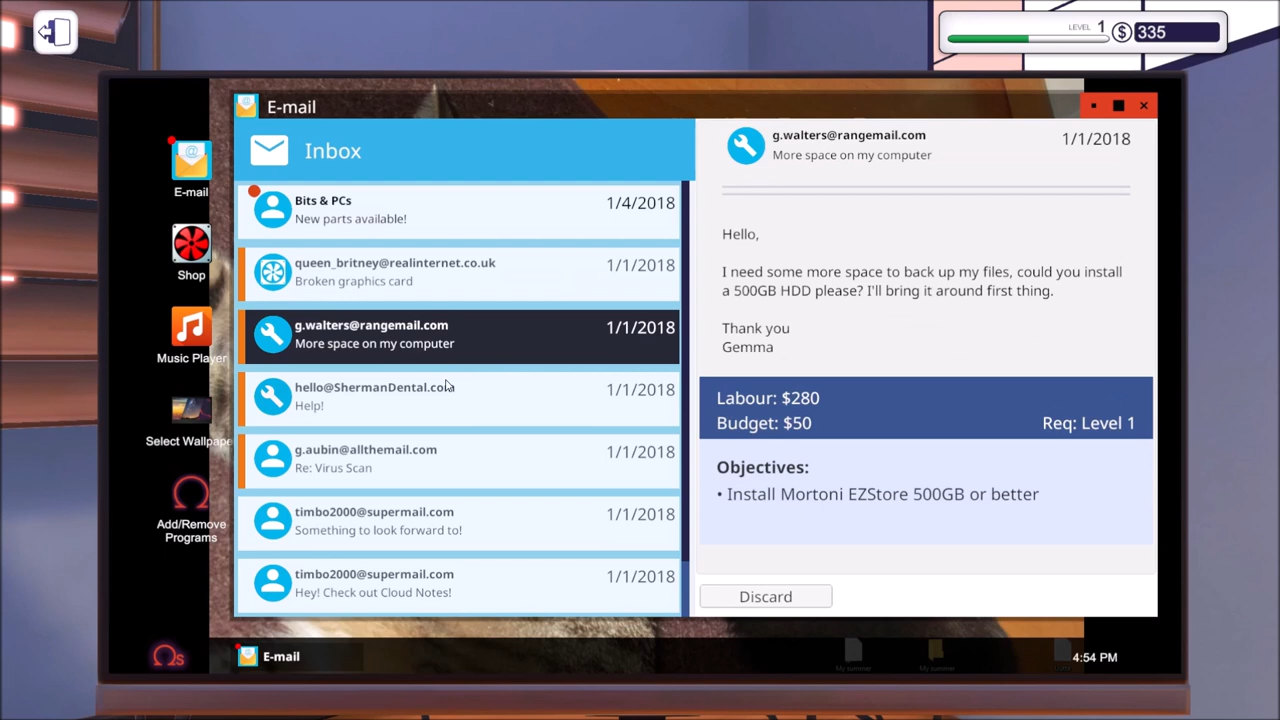 LEVEL 1 $ 335
E-mail
Inbox
Bits & PCs 1/4/2018
New parts available!
queen_britney@realinternet.co.uk 1/1/2018
Broken graphics card
g.walters@rangemail.com 1/1/2018
More space on my computer
hello@ShermanDental.com 1/1/2018
Help!
g.aubin@allthemail.com 1/1/2018
Re: Virus Scan
timbo2000@supermail.com 1/1/2018
Something to look forward to!
timbo2000@supermail.com 1/1/2018
Hey! Check out Cloud Notes!
g.walters@rangemail.com 1/1/2018
More space on my computer
Hello,
I need some more space to back up my files, could you install
a 500GB HDD please? I'll bring it around first thing.
Thank you
Gemma
Labour: $280
Budget: $50 Req: Level 1
Objectives:
• Install Mortoni EZStore 500GB or better
Discard
E-mail
Shop
Music Player
Select Wallpape
Add/Remove
Programs
Ωs
E-mail
My summer
My summer
4:54 PM